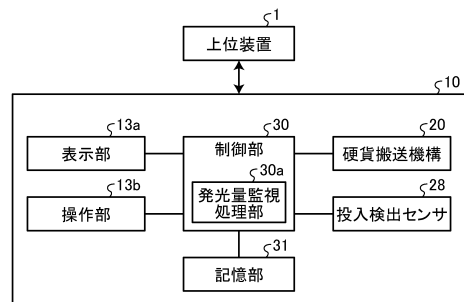 1
上位装置
10
13a
表示部
30
制御部
30a
発光量監視
処理部
20
硬貨搬送機構
13b
操作部
28
投入検出センサ
31
記憶部